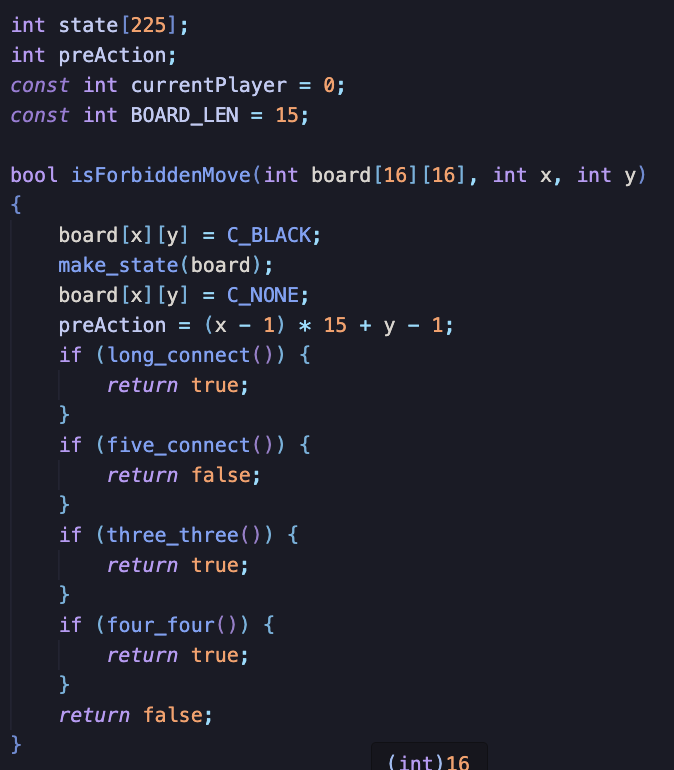 int state[225];
int preAction;
const int currentPlayer = 0;
const int BOARD_LEN = 15;

bool isForbiddenMove(int board[16][16], int x, int y)
{
    board[x][y] = C_BLACK;
    make_state(board);
    board[x][y] = C_NONE;
    preAction = (x - 1) * 15 + y - 1;
    if (long_connect()) {
        return true;
    }
    if (five_connect()) {
        return false;
    }
    if (three_three()) {
        return true;
    }
    if (four_four()) {
        return true;
    }
    return false;
}
(int)16